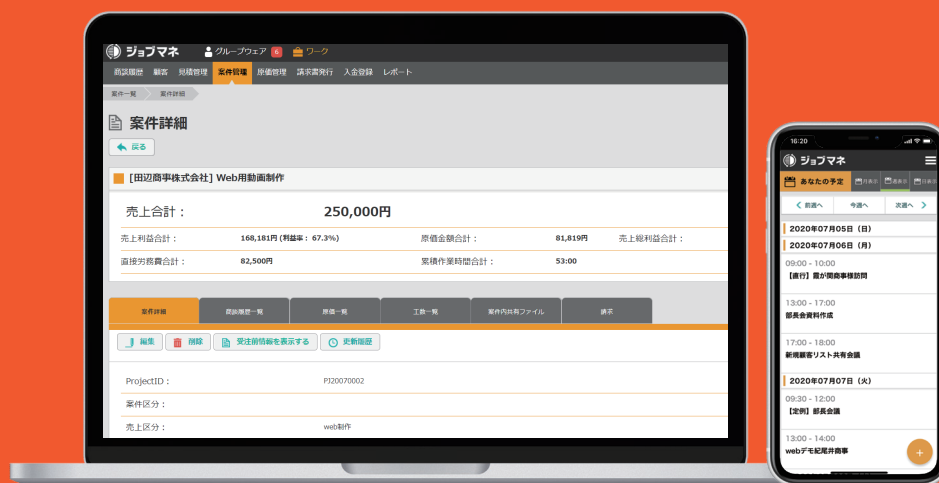 ジョブマネ グループウェア 6 ワーク
商談履歴 顧客 見積管理 案件管理 原価管理 請求書発行 入金登録 レポート
案件一覧 案件詳細
案件詳細
戻る
[田辺商事株式会社] Web用動画制作
売上合計： 250,000円
売上利益合計： 168,181円 (利益率： 67.3%) 原価金額合計： 81,819円 売上総利益合計：
直接労務費合計： 82,500円 累積作業時間合計： 53:00
案件詳細 商談履歴一覧 原価一覧 工数一覧 案件内共有ファイル 請求
編集 削除 受注前情報を表示する 更新履歴
ProjectID： PJ20070002
案件区分：
売上区分： web制作
16:20
ジョブマネ
あなたの予定 月表示 週表示 日表示
前週へ 今週へ 次週へ
2020年07月05日（日）
2020年07月06日（月）
09:00 - 10:00
【直行】霞が関商事様訪問
13:00 - 17:00
部長会資料作成
17:00 - 18:00
新規顧客リスト共有会議
2020年07月07日（火）
09:30 - 12:00
【定例】部長会議
13:00 - 14:00
webデモ紀尾井商事